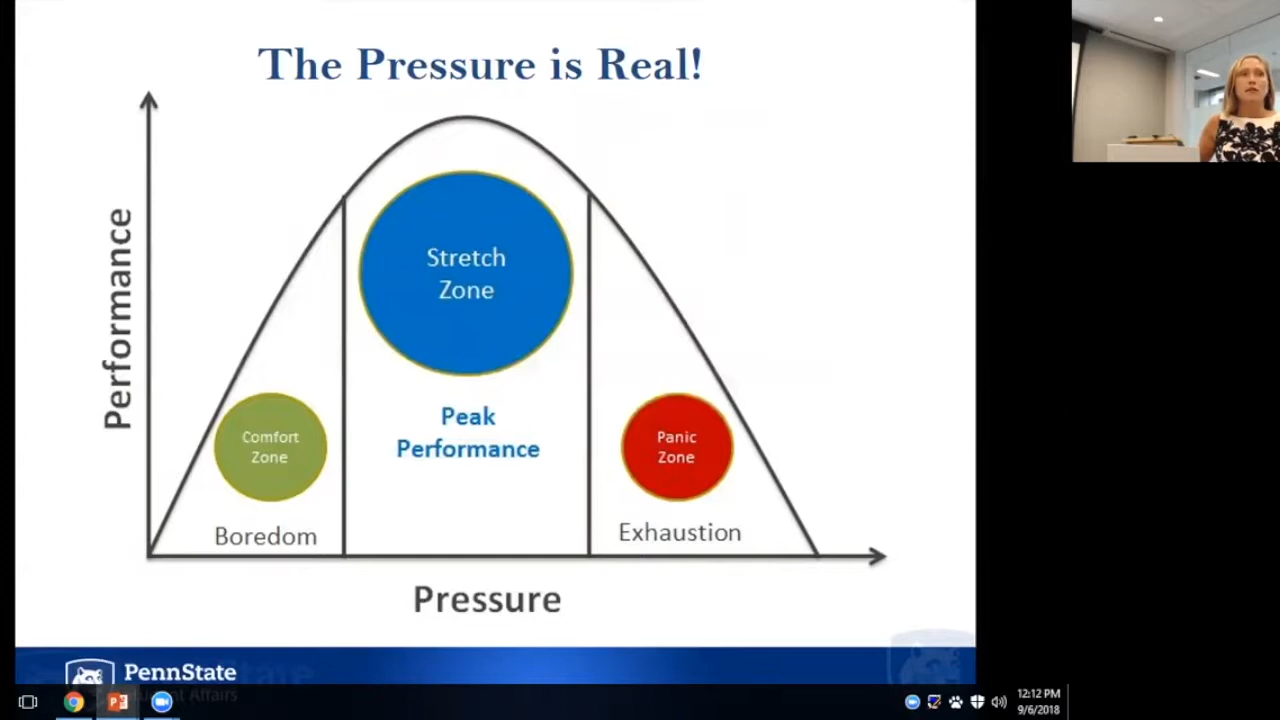 The Pressure is Real!
Performance
Stretch
Zone
Comfort
Zone
Peak
Performance
Panic
Zone
Boredom
Exhaustion
Pressure
PennState
Affairs
12:12 PM
9/6/2018